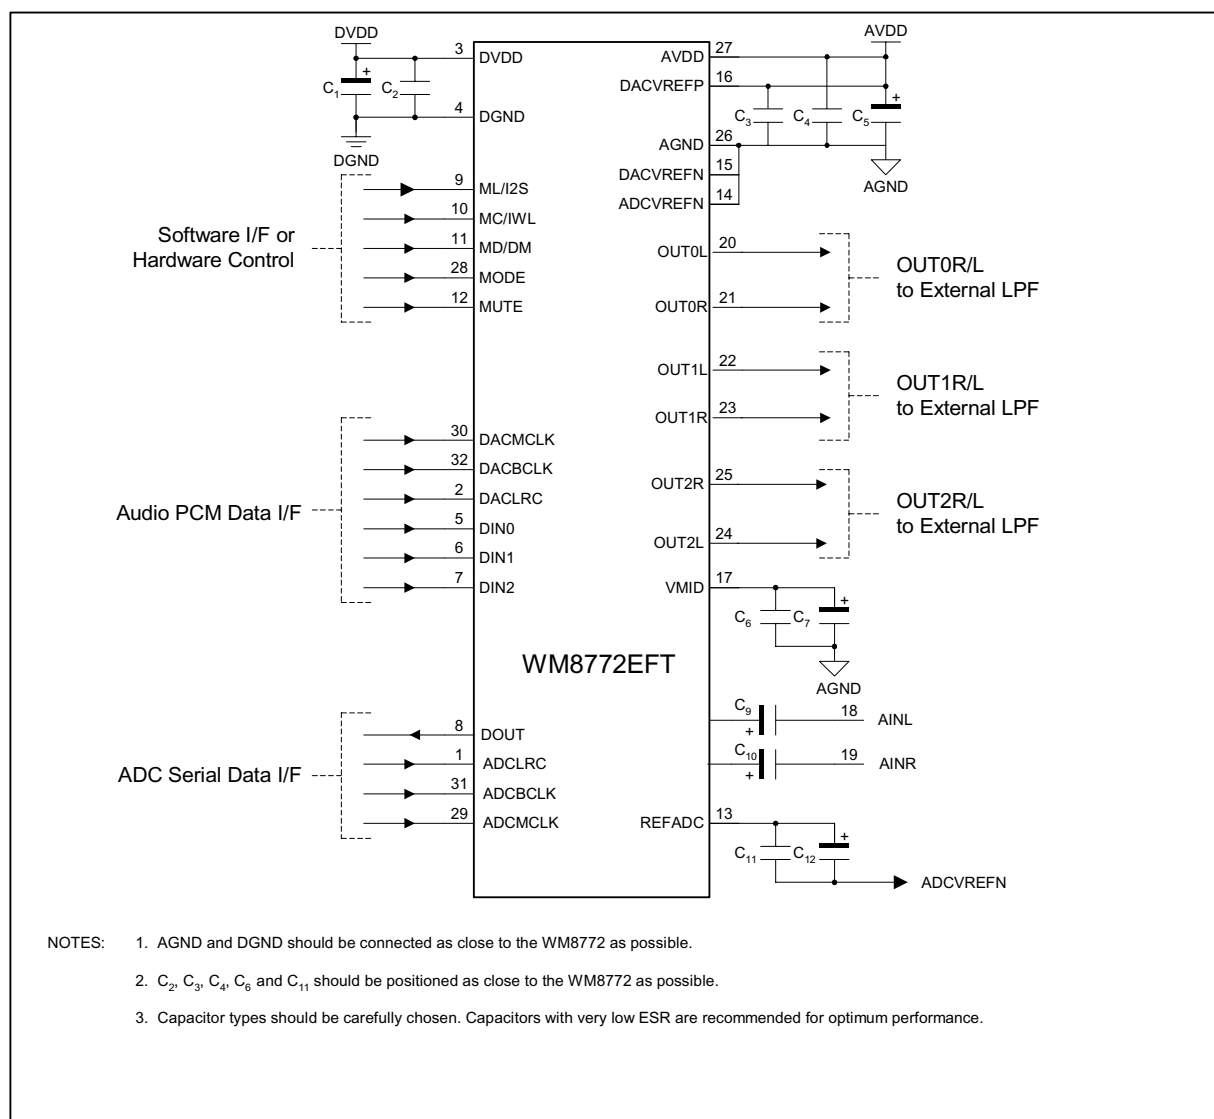 DVDD
AVDD
3
DVDD
AVDD
27
+
C1
C2
DACVREFP
16
C3
C4
C5
+
4
DGND
AGND
26
DGND
DACVREFN
15
AGND
ADCVREFN
14
Software I/F or
Hardware Control
9
ML/I2S
10
MC/IWL
11
MD/DM
28
MODE
12
MUTE
OUT0L
20
OUT0R
21
OUT0R/L
to External LPF
OUT1L
22
OUT1R
23
OUT1R/L
to External LPF
Audio PCM Data I/F
30
DACMCLK
32
DACBCLK
2
DACLRC
5
DIN0
6
DIN1
7
DIN2
OUT2R
25
OUT2L
24
OUT2R/L
to External LPF
VMID
17
C6
C7
+
AGND
WM8772EFT
C9
+
18
AINL
C10
+
19
AINR
ADC Serial Data I/F
8
DOUT
1
ADCLRC
31
ADCBCLK
29
ADCMCLK
REFADC
13
C11
C12
+
ADCVREFN
NOTES: 1. AGND and DGND should be connected as close to the WM8772 as possible.
2. C2, C3, C4, C6 and C11 should be positioned as close to the WM8772 as possible.
3. Capacitor types should be carefully chosen. Capacitors with very low ESR are recommended for optimum performance.